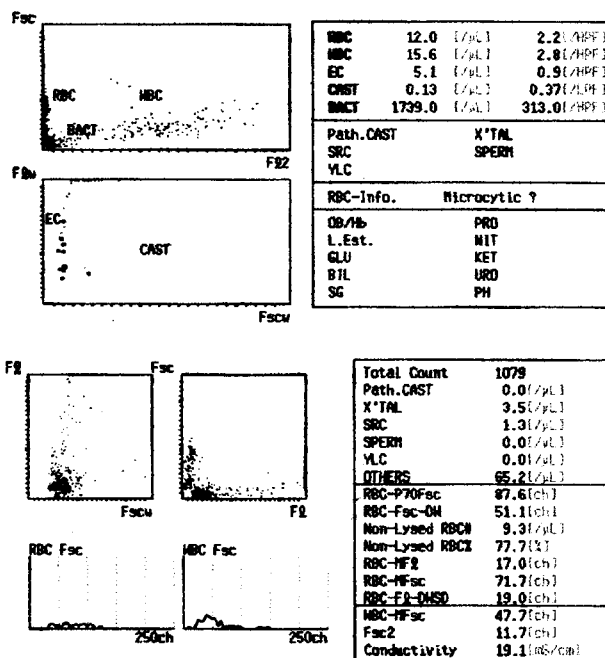 Fsc
RBC
WBC
BACT
Fℓ2
Fℓw
EC
CAST
Fscw
RBC 12.0 [/µL] 2.2[/HPF]
WBC 15.6 [/µL] 2.8[/HPF]
EC 5.1 [/µL] 0.9[/HPF]
CAST 0.13 [/µL] 0.37[/LPF]
BACT 1739.0 [/µL] 313.0[/HPF]
Path.CAST X'TAL
SRC SPERM
YLC
RBC-Info. Microcytic ?
OB/Hb PRO
L.Est. NIT
GLU KET
BIL URO
SG PH
Fℓ
Fscw
Fsc
Fℓ
RBC Fsc
250ch
WBC Fsc
250ch
Total Count 1079
Path.CAST 0.0[/µL]
X'TAL 3.5[/µL]
SRC 1.3[/µL]
SPERM 0.0[/µL]
YLC 0.0[/µL]
OTHERS 65.2[/µL]
RBC-P70Fsc 87.6[ch]
RBC-Fsc-DW 51.1[ch]
Non-Lysed RBC# 9.3[/µL]
Non-Lysed RBC% 77.7[%]
RBC-MFℓ 17.0[ch]
RBC-MFsc 71.7[ch]
RBC-Fℓ-DWSD 19.0[ch]
WBC-MFsc 47.7[ch]
Fsc2 11.7[ch]
Conductivity 19.1[mS/cm]